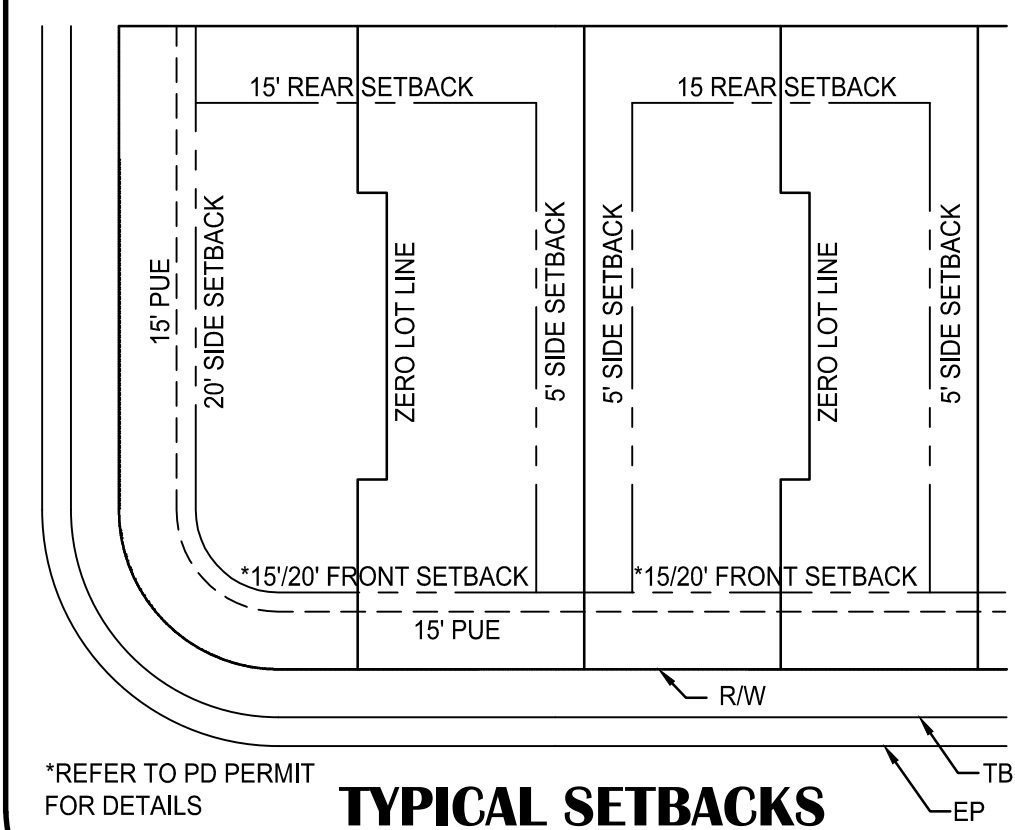 15' REAR SETBACK
15 REAR SETBACK
15' PUE
20' SIDE SETBACK
ZERO LOT LINE
5' SIDE SETBACK
5' SIDE SETBACK
ZERO LOT LINE
5' SIDE SETBACK
*15'/20' FRONT SETBACK
*15/20' FRONT SETBACK
15' PUE
R/W
TB
EP
*REFER TO PD PERMIT
FOR DETAILS
TYPICAL SETBACKS